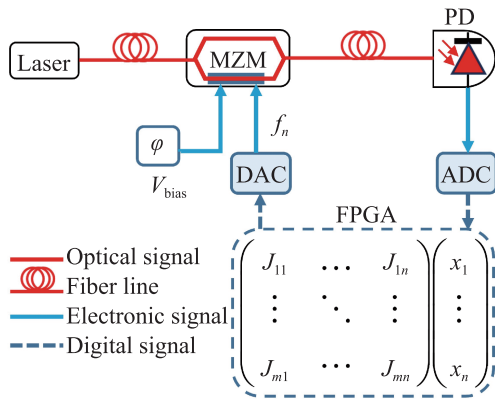 PD
Laser
MZM
f_n
φ
V_bias
DAC
ADC
FPGA
J_11 ⋯ J_1n x_1
⋮ ⋱ ⋮ ⋮
J_m1 ⋯ J_mn x_n
Optical signal
Fiber line
Electronic signal
Digital signal